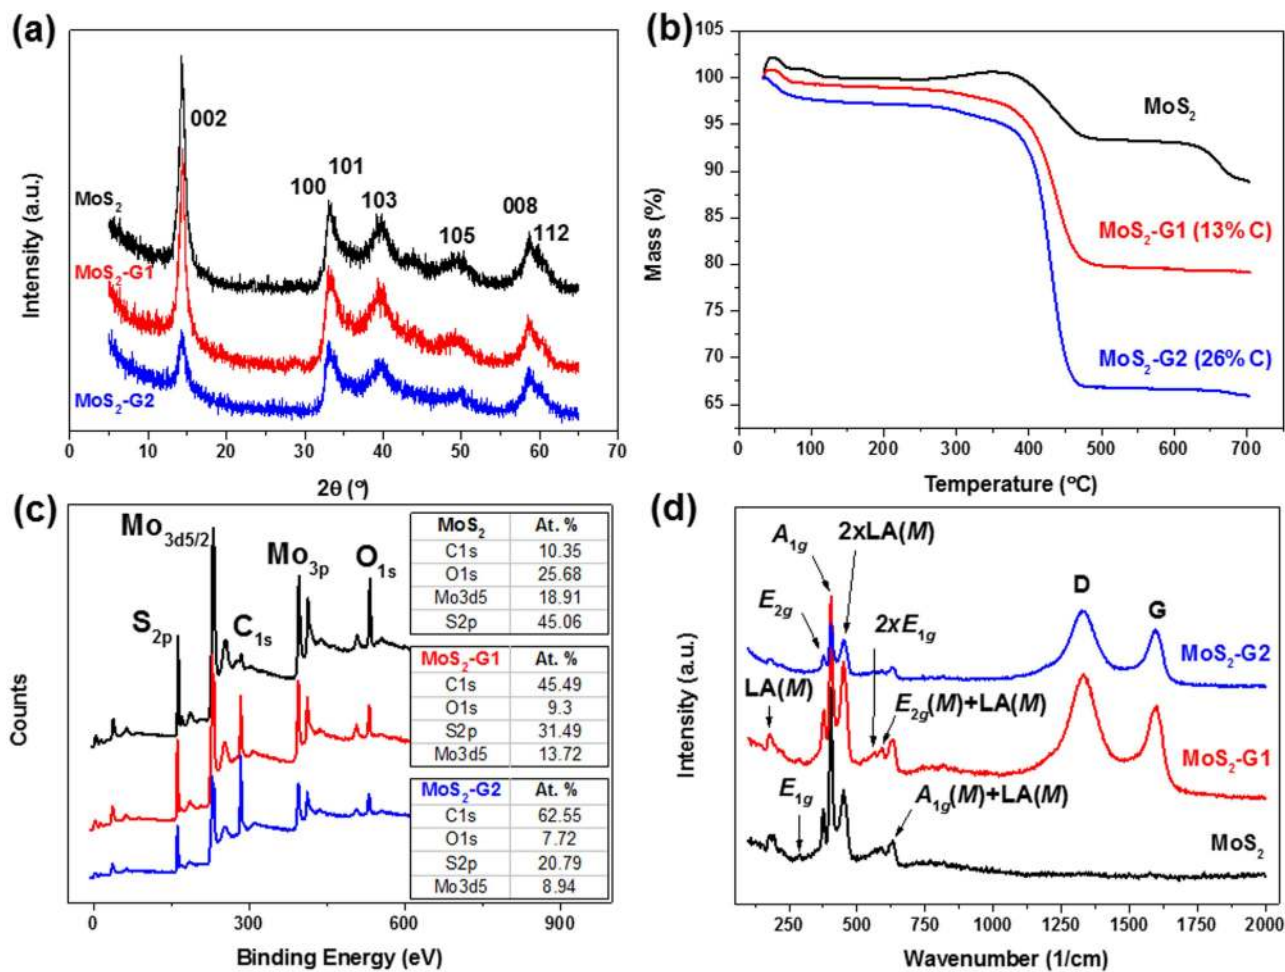 (a)
002
101
100
103
008
105
112
MoS2
MoS2-G1
MoS2-G2
Intensity (a.u.)
0 10 20 30 40 50 60 70
2θ (°)
(b)
105
100
95
90
85
80
75
70
65
Mass (%)
MoS2
MoS2-G1 (13% C)
MoS2-G2 (26% C)
0 100 200 300 400 500 600 700
Temperature (°C)
(c)
Mo3d5/2
Mo3p
O1s
S2p
C1s
Counts
MoS2 At. %
C1s 10.35
O1s 25.68
Mo3d5 18.91
S2p 45.06
MoS2-G1 At. %
C1s 45.49
O1s 9.3
S2p 31.49
Mo3d5 13.72
MoS2-G2 At. %
C1s 62.55
O1s 7.72
S2p 20.79
Mo3d5 8.94
0 300 600 900
Binding Energy (eV)
(d)
A1g
2xLA(M)
E2g
2xE1g
LA(M)
E2g(M)+LA(M)
E1g
A1g(M)+LA(M)
D
G
MoS2-G2
MoS2-G1
MoS2
Intensity (a.u.)
250 500 750 1000 1250 1500 1750 2000
Wavenumber (1/cm)